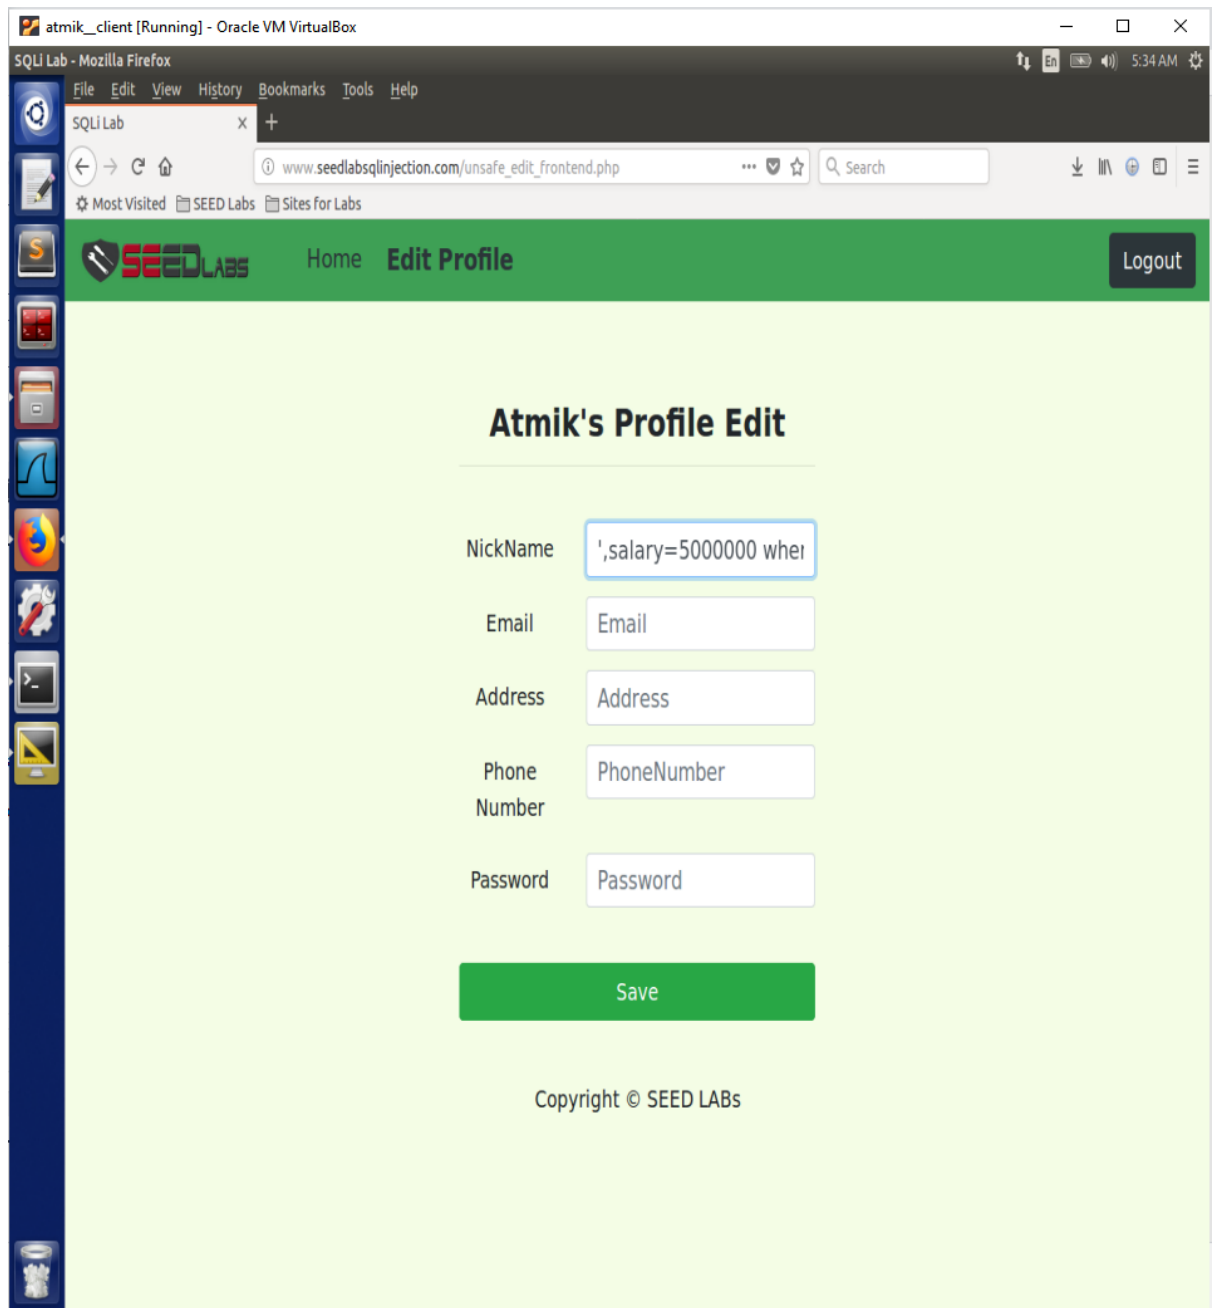 atmik__client [Running] - Oracle VM VirtualBox
SQLi Lab - Mozilla Firefox
En
5:34 AM
File Edit View History Bookmarks Tools Help
SQLi Lab
www.seedlabsqlinjection.com/unsafe_edit_frontend.php
Search
Most Visited SEED Labs Sites for Labs
SEEDLABS
Home Edit Profile
Logout
Atmik's Profile Edit
NickName ',salary=5000000 wher
Email Email
Address Address
Phone PhoneNumber
Number
Password Password
Save
Copyright © SEED LABs